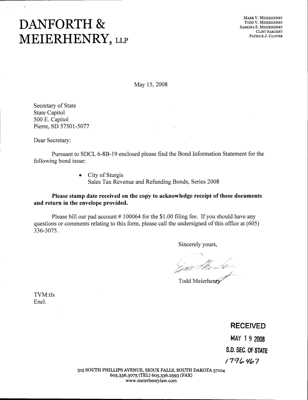 DANFORTH &
MEIERHENRY, LLP
MARK V. MEIERHENRY
TODD V. MEIERHENRY
SABRINA S. MEIERHENRY
CLINT SARGENT
PATRICK J. GLOVER
May 15, 2008
Secretary of State
State Capitol
500 E. Capitol
Pierre, SD 57501-5077
Dear Secretary:
Pursuant to SDCL 6-8B-19 enclosed please find the Bond Information Statement for the
following bond issue:
• City of Sturgis
Sales Tax Revenue and Refunding Bonds, Series 2008
Please stamp date received on the copy to acknowledge receipt of these documents
and return in the envelope provided.
Please bill our pad account # 100064 for the $1.00 filing fee. If you should have any
questions or comments relating to this form, please call the undersigned of this office at (605)
336-3075.
Sincerely yours,
Todd Meierhenry
TVM:tls
Encl.
RECEIVED
MAY 19 2008
S.D. SEC. OF STATE
1796467
315 SOUTH PHILLIPS AVENUE, SIOUX FALLS, SOUTH DAKOTA 57104
605.336.3075 (TEL) 605.336.2593 (FAX)
www.meierhenrylaw.com